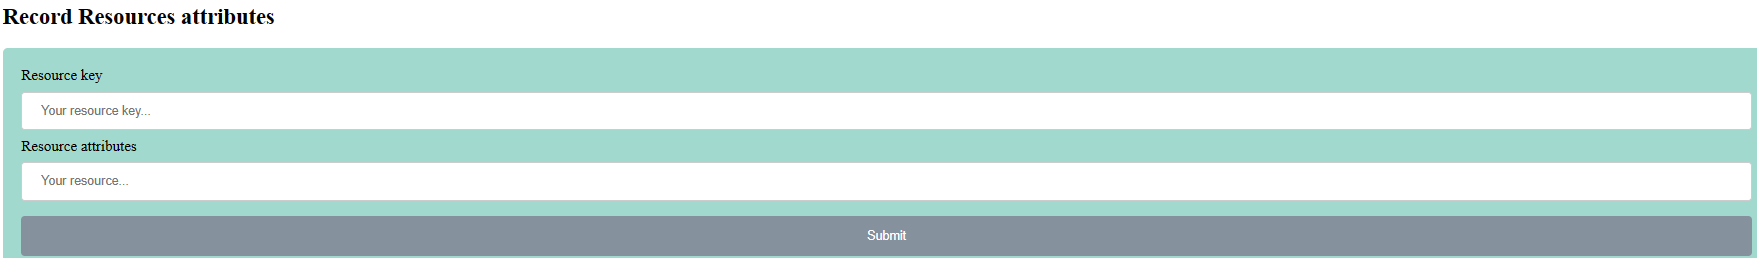 Record Resources attributes
Resource key
Your resource key...
Resource attributes
Your resource...
Submit